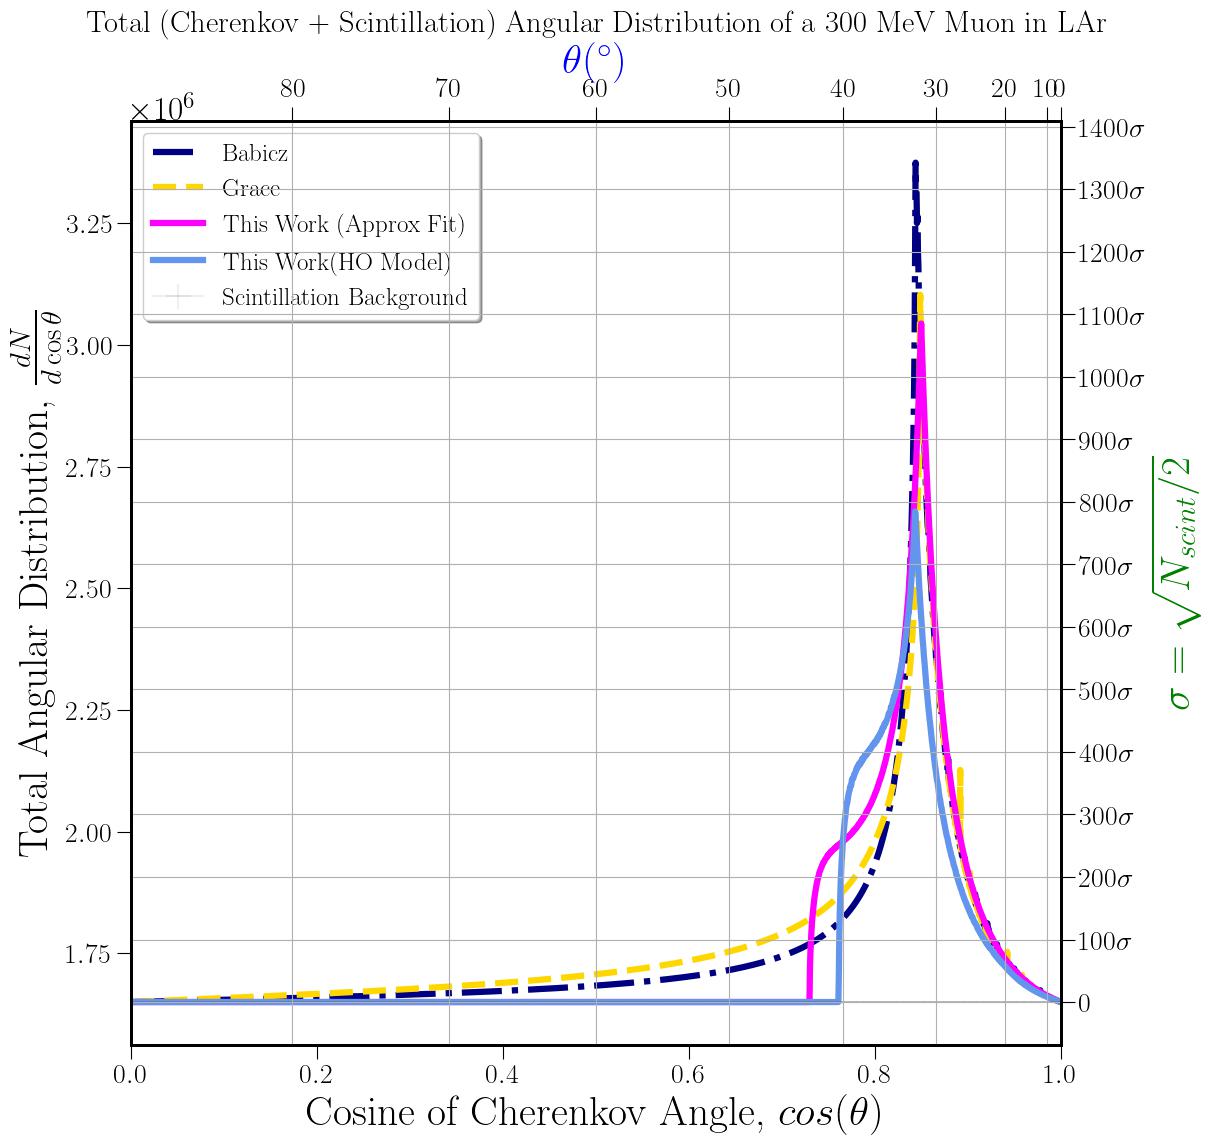 Total (Cherenkov + Scintillation) Angular Distribution of a 300 MeV Muon in LAr
θ(°)
80 70 60 50 40 30 20 10 0
×10⁶
Babicz
Grace
This Work (Approx Fit)
This Work(HO Model)
Scintillation Background
3.25
3.00
2.75
2.50
2.25
2.00
1.75
Total Angular Distribution, dN/d cos θ
1400σ
1300σ
1200σ
1100σ
1000σ
900σ
800σ
700σ
600σ
500σ
400σ
300σ
200σ
100σ
0
σ = √N_scint/2
0.0 0.2 0.4 0.6 0.8 1.0
Cosine of Cherenkov Angle, cos(θ)